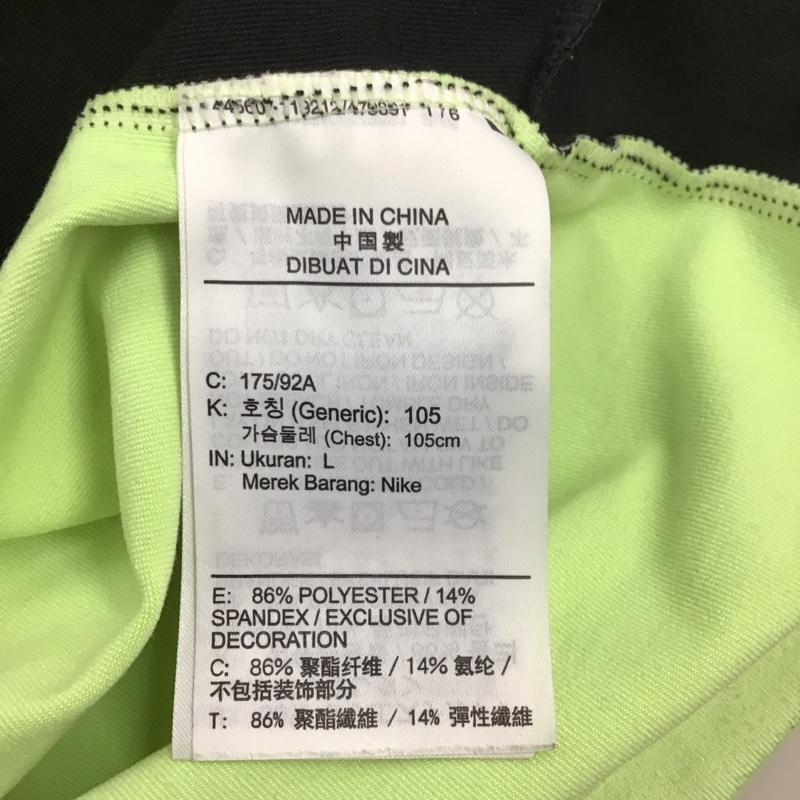 MADE IN CHINA
中国製
DIBUAT DI CINA
C: 175/92A
K: 호칭 (Generic): 105
가슴둘레 (Chest): 105cm
IN: Ukuran: L
Merek Barang: Nike
E: 86% POLYESTER / 14%
SPANDEX / EXCLUSIVE OF
DECORATION
C: 86% 聚酯纤维 / 14% 氨纶 /
不包括装饰部分
T: 86% 聚酯纖維 / 14% 彈性纖維